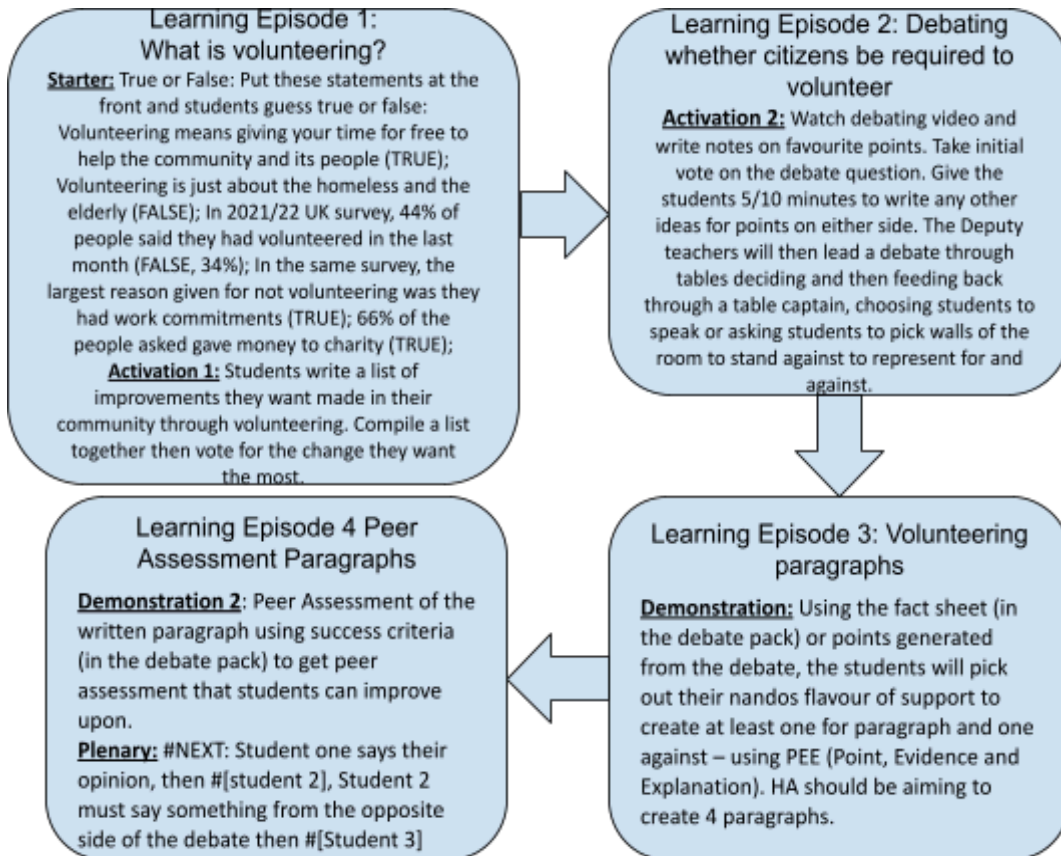 Learning Episode 1:
What is volunteering?
Starter: True or False: Put these statements at the
front and students guess true or false:
Volunteering means giving your time for free to
help the community and its people (TRUE);
Volunteering is just about the homeless and the
elderly (FALSE); In 2021/22 UK survey, 44% of
people said they had volunteered in the last
month (FALSE, 34%); In the same survey, the
largest reason given for not volunteering was they
had work commitments (TRUE); 66% of the
people asked gave money to charity (TRUE);
Activation 1: Students write a list of
improvements they want made in their
community through volunteering. Compile a list
together then vote for the change they want
the most.
Learning Episode 2: Debating
whether citizens be required to
volunteer
Activation 2: Watch debating video and
write notes on favourite points. Take initial
vote on the debate question. Give the
students 5/10 minutes to write any other
ideas for points on either side. The Deputy
teachers will then lead a debate through
tables deciding and then feeding back
through a table captain, choosing students to
speak or asking students to pick walls of the
room to stand against to represent for and
against.
Learning Episode 3: Volunteering
paragraphs
Demonstration: Using the fact sheet (in
the debate pack) or points generated
from the debate, the students will pick
out their nandos flavour of support to
create at least one for paragraph and one
against – using PEE (Point, Evidence and
Explanation). HA should be aiming to
create 4 paragraphs.
Learning Episode 4 Peer
Assessment Paragraphs
Demonstration 2: Peer Assessment of the
written paragraph using success criteria
(in the debate pack) to get peer
assessment that students can improve
upon.
Plenary: #NEXT: Student one says their
opinion, then #[student 2], Student 2
must say something from the opposite
side of the debate then #[Student 3]